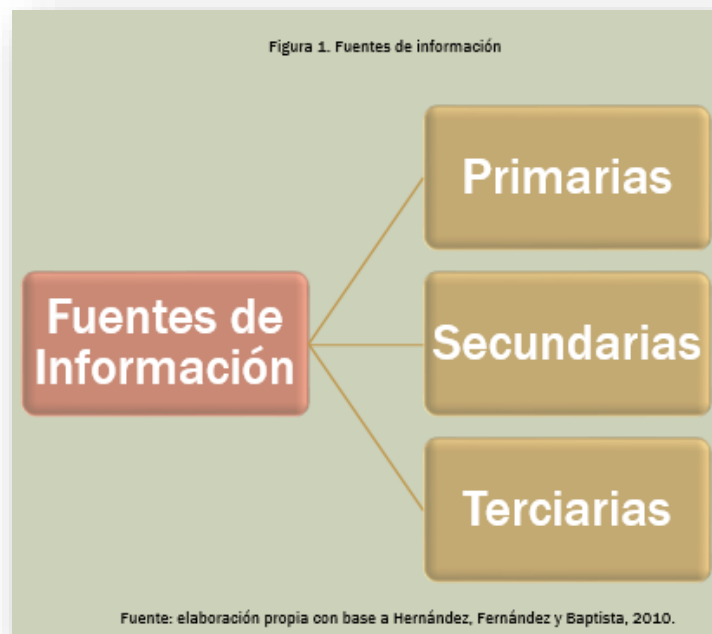 Figura 1. Fuentes de información
Primarias
Fuentes de
Información
Secundarias
Terciarias
Fuente: elaboración propia con base a Hernández, Fernández y Baptista, 2010.